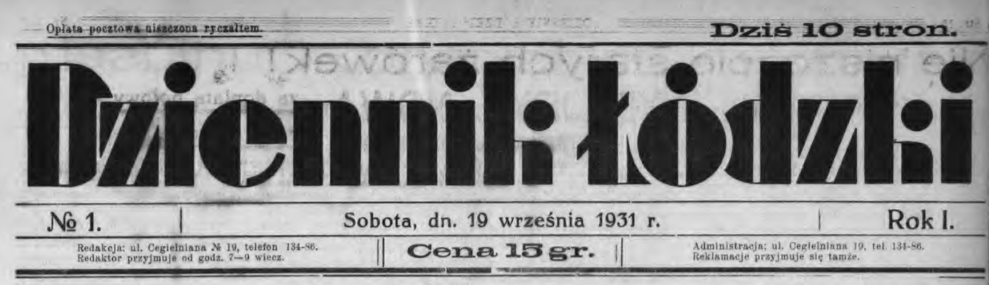 Opłata pocztowa niszczona ryczałtem.
Dziś 10 stron.
Dziennik Łódzki
№ 1.
Sobota, dn. 19 września 1931 r.
Rok I.
Redakcja: ul. Cegielniana № 19, telefon 134-86.
Redaktor przyjmuje od godz. 7—9 wiecz.
Cena 15 gr.
Administracja: ul. Cegielniana 19, tel. 134-86.
Reklamacje przyjmuje się tamże.